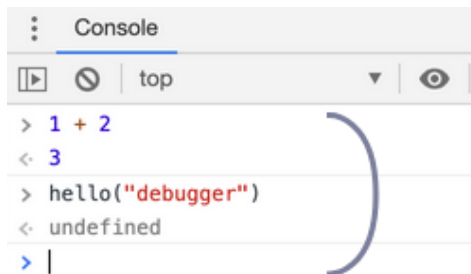 Console
top
> 1 + 2
< 3
> hello("debugger")
< undefined
>